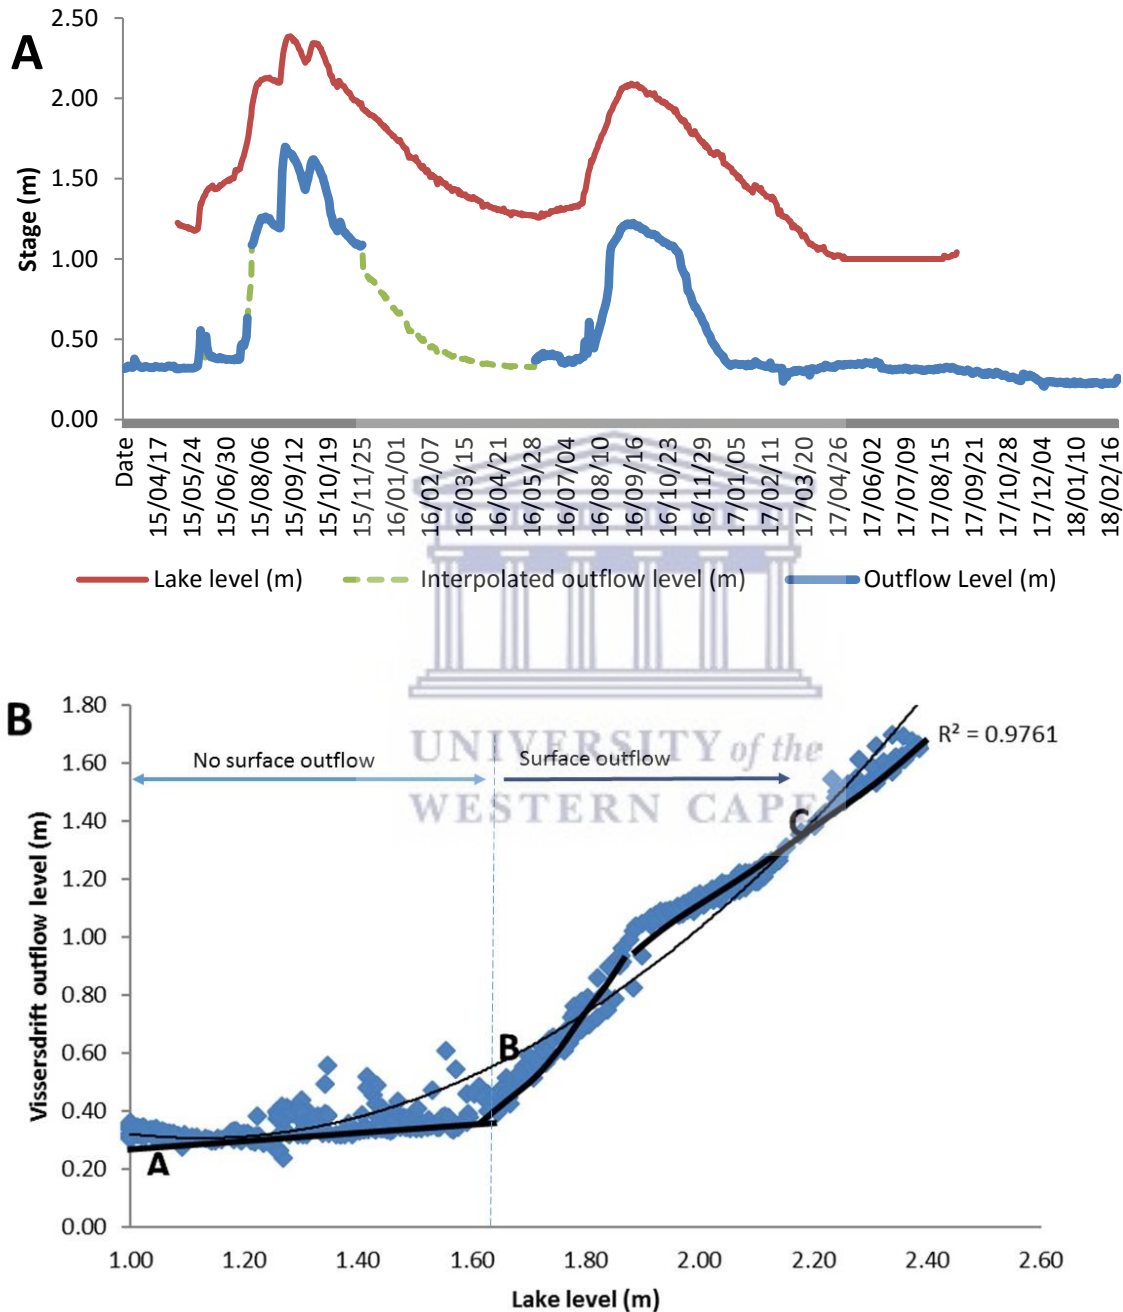 A
2.50
2.00
1.50
1.00
0.50
0.00
Stage (m)
Date
15/04/17
15/05/24
15/06/30
15/08/06
15/09/12
15/10/19
15/11/25
16/01/01
16/02/07
16/03/15
16/04/21
16/05/28
16/07/04
16/08/10
16/09/16
16/10/23
16/11/29
17/01/05
17/02/11
17/03/20
17/04/26
17/06/02
17/07/09
17/08/15
17/10/28
17/12/04
18/01/10
18/02/16
Lake level (m) Interpolated outflow level (m) Outflow Level (m)
B
1.80
1.60
1.40
1.20
1.00
0.80
0.60
0.40
0.20
0.00
Vissersdrift outflow level (m)
R² = 0.9761
No surface outflow
Surface outflow
UNIVERSITY of the
WESTERN CAPE
C
B
A
1.00 1.20 1.40 1.60 1.80 2.00 2.20 2.40 2.60
Lake level (m)